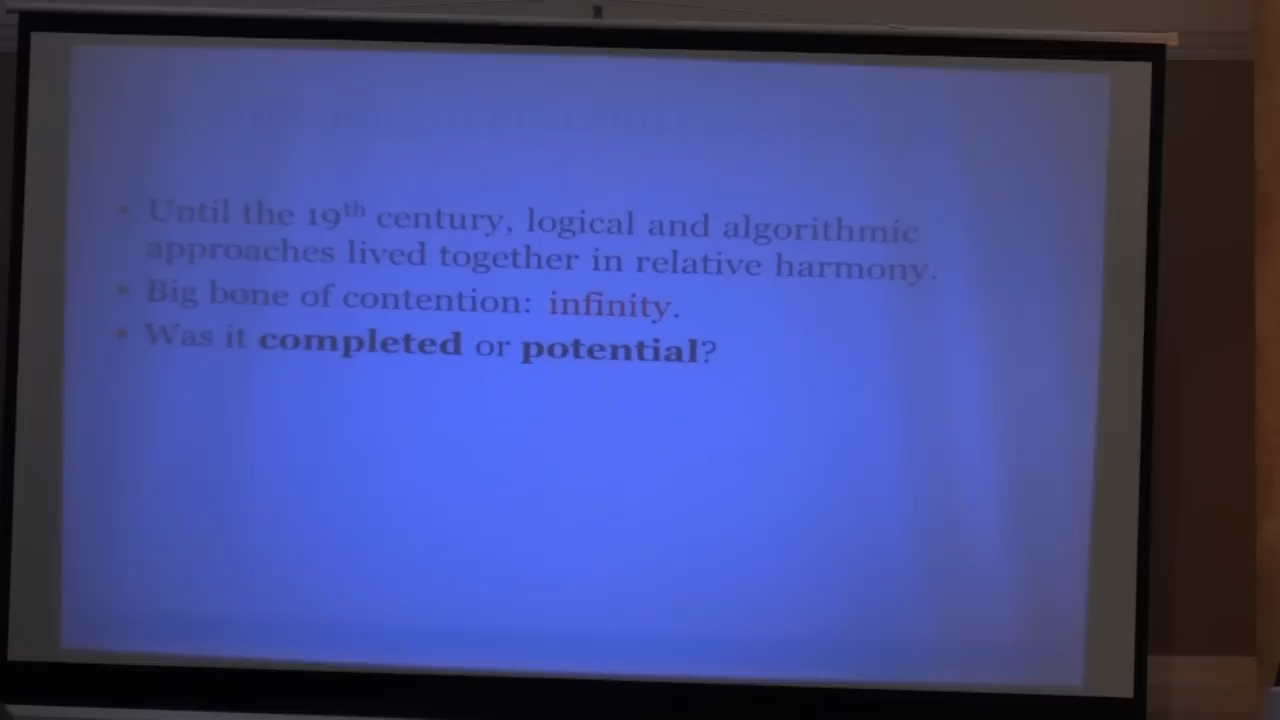 • Until the 19th century, logical and algorithmic
approaches lived together in relative harmony.
• Big bone of contention: infinity.
• Was it completed or potential?